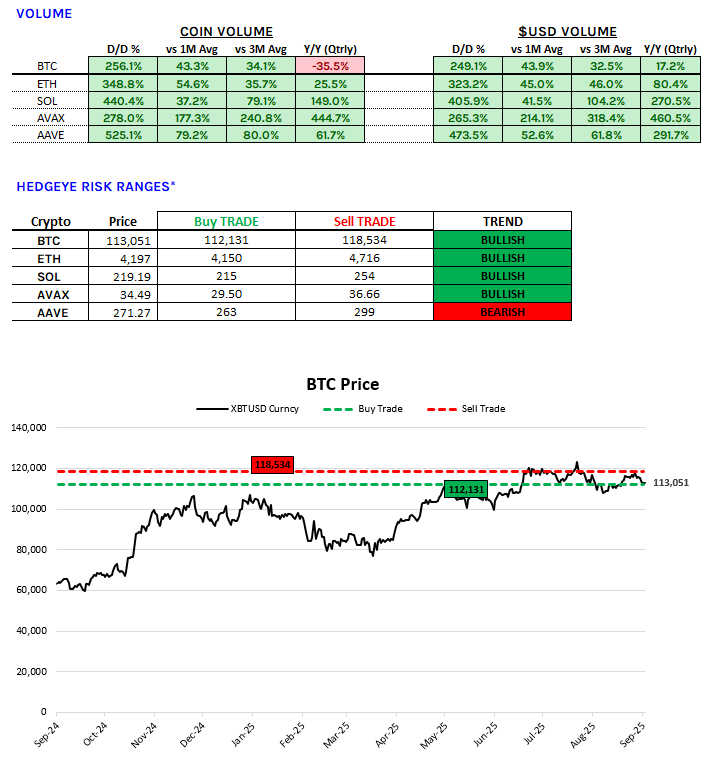 VOLUME
COIN VOLUME $USD VOLUME
D/D % vs 1M Avg vs 3M Avg Y/Y (Qtrly) D/D % vs 1M Avg vs 3M Avg Y/Y (Qtrly)
BTC 256.1% 43.3% 34.1% -35.5% 249.1% 43.9% 32.5% 17.2%
ETH 348.8% 54.6% 35.7% 25.5% 323.2% 45.0% 46.0% 80.4%
SOL 440.4% 37.2% 79.1% 149.0% 405.9% 41.5% 104.2% 270.5%
AVAX 278.0% 177.3% 240.8% 444.7% 265.3% 214.1% 318.4% 460.5%
AAVE 525.1% 79.2% 80.0% 61.7% 473.5% 52.6% 61.8% 291.7%
HEDGEYE RISK RANGES*
Crypto Price Buy TRADE Sell TRADE TREND
BTC 113,051 112,131 118,534 BULLISH
ETH 4,197 4,150 4,716 BULLISH
SOL 219.19 215 254 BULLISH
AVAX 34.49 29.50 36.66 BULLISH
AAVE 271.27 263 299 BEARISH
BTC Price
XBTUSD Curncy Buy Trade Sell Trade
140,000
120,000
100,000
80,000
60,000
40,000
20,000
0
118,534
112,131
113,051
Sep-24 Oct-24 Nov-24 Dec-24 Jan-25 Feb-25 Mar-25 Apr-25 May-25 Jun-25 Jul-25 Aug-25 Sep-25